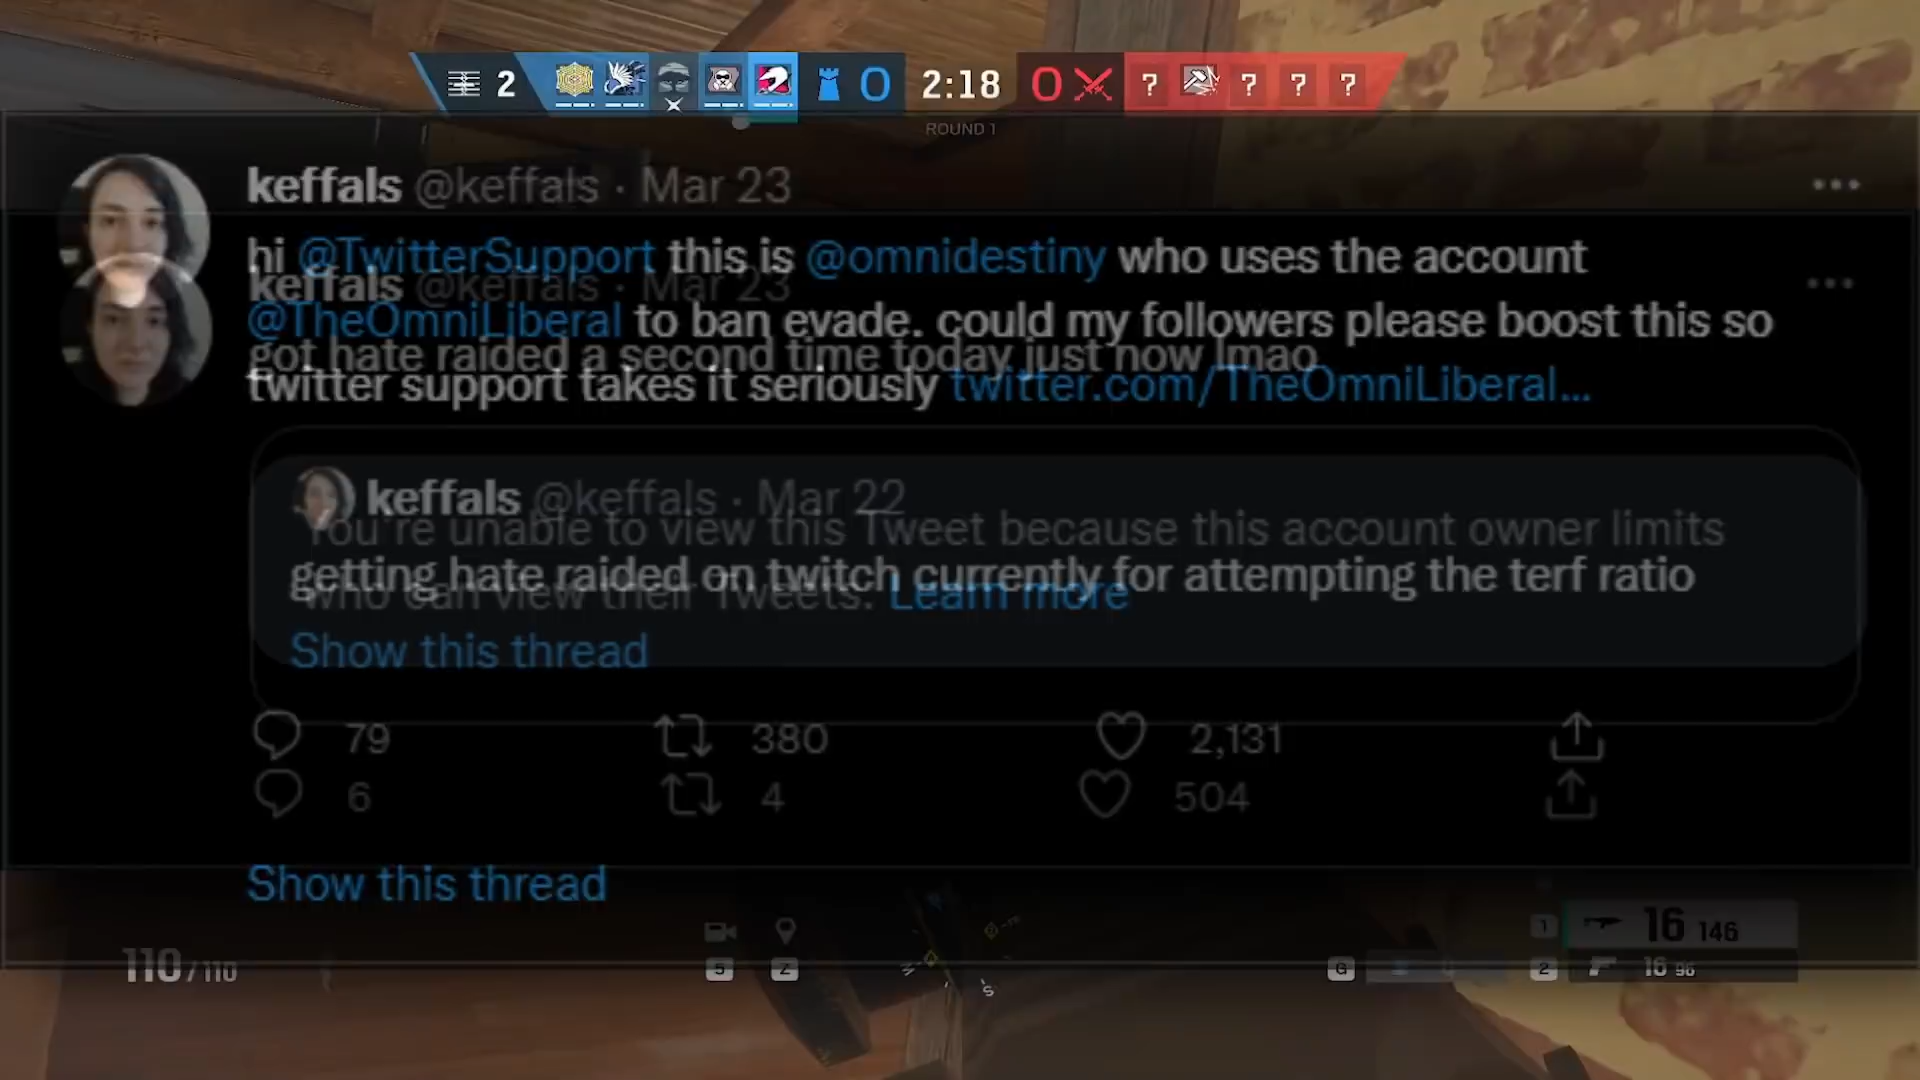 2 0 2:18 0 ? ? ? ? ?
ROUND 1
keffals @keffals · Mar 23
hi @TwitterSupport this is @omnidestiny who uses the account
@TheOmniLiberal to ban evade. could my followers please boost this so
twitter support takes it seriously twitter.com/TheOmniLiberal...
You're unable to view this Tweet because this account owner limits
who can view their Tweets. Learn more
79 380 2,131
Show this thread
keffals @keffals · Mar 23
got hate raided a second time today just now lmao
keffals @keffals · Mar 22
getting hate raided on twitch currently for attempting the terf ratio
Show this thread
6 4 504
110 / 110
5 Z
S
G
1 16 146
2 16 96